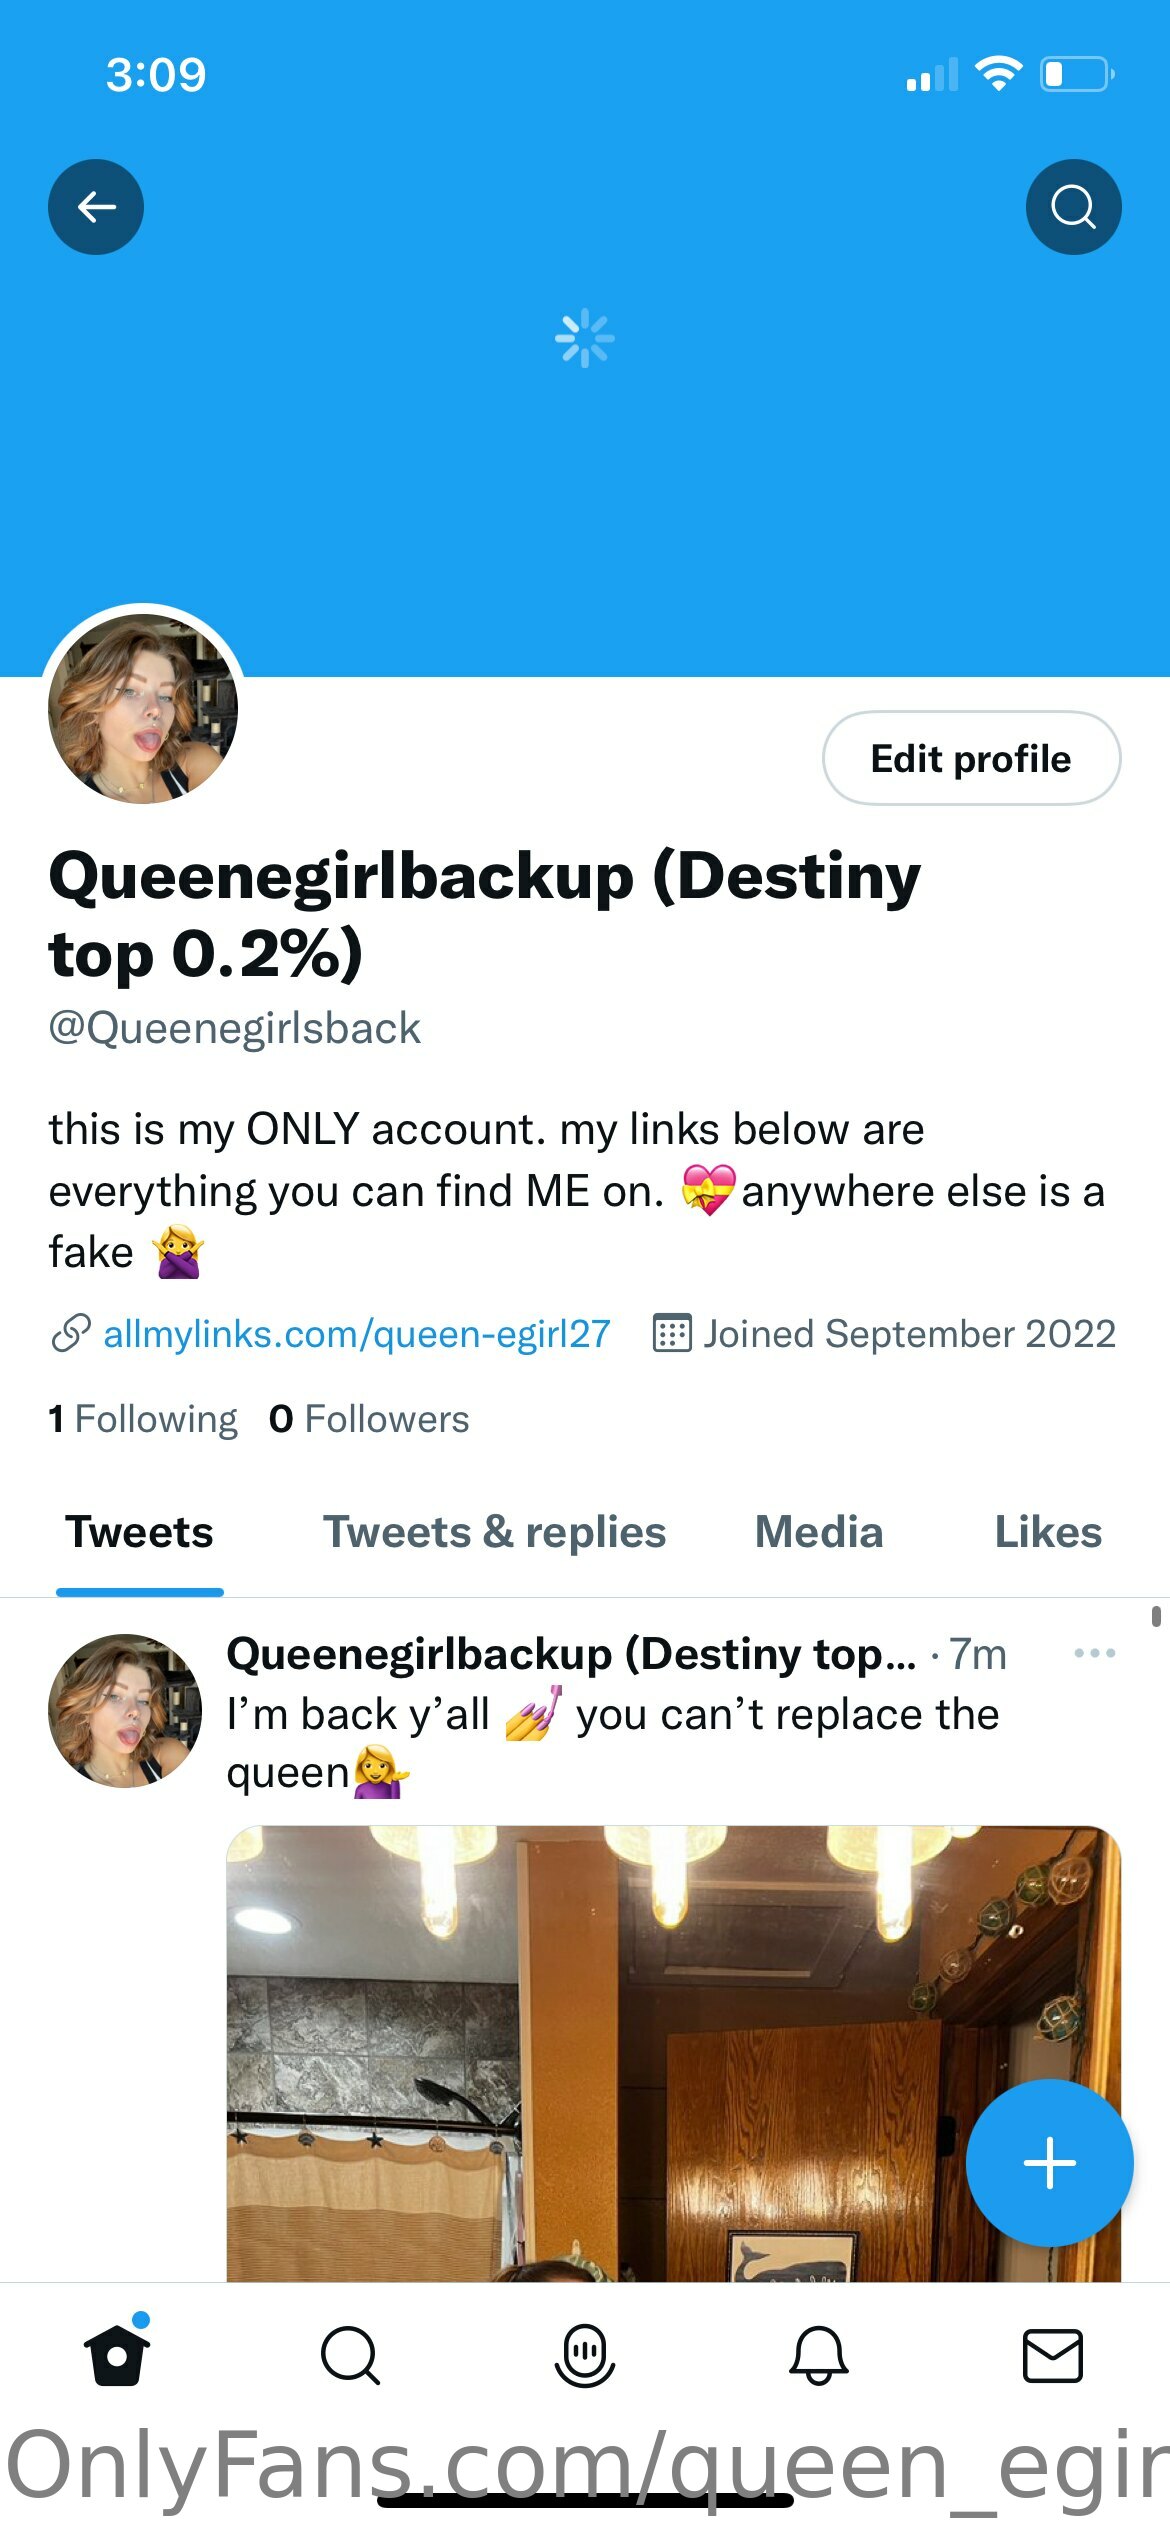 3:09
Edit profile
Queenegirlbackup (Destiny
top 0.2%)
@Queenegirlsback
this is my ONLY account. my links below are
everything you can find ME on. 💝anywhere else is a
fake 🙅‍♀️
allmylinks.com/queen-egirl27 Joined September 2022
1 Following 0 Followers
Tweets Tweets & replies Media Likes
Queenegirlbackup (Destiny top... · 7m
I’m back y’all 💅 you can’t replace the
queen💁‍♀️
OnlyFans.com/queen_egir